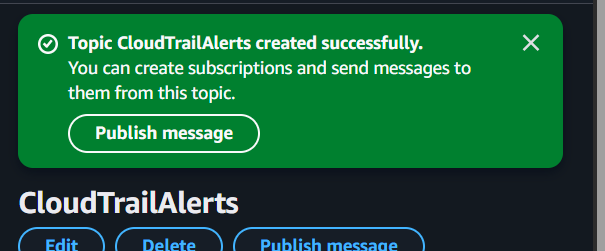 Topic CloudTrailAlerts created successfully.
You can create subscriptions and send messages to
them from this topic.
Publish message
CloudTrailAlerts
Edit
Delete
Publish message